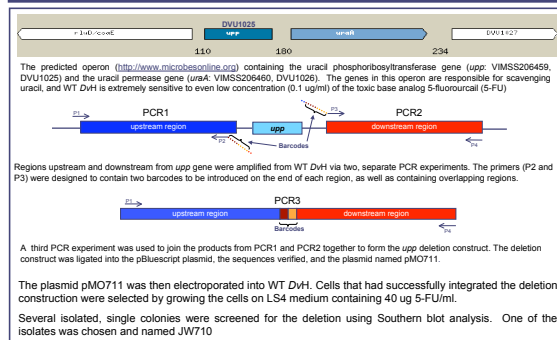 DVU1025
rluD/comE
upp
uraA
DVU1027
110
180
234
The predicted operon (http://www.microbesonline.org) containing the uracil phosphoribosyltransferase gene (upp: VIMSS206459,
DVU1025) and the uracil permease gene (uraA: VIMSS206460, DVU1026). The genes in this operon are responsible for scavenging
uracil, and WT DvH is extremely sensitive to even low concentration (0.1 ug/ml) of the toxic base analog 5-fluorourcail (5-FU)
P1
PCR1
P3
PCR2
upstream region
upp
downstream region
P2
Barcodes
P4
Regions upstream and downstream from upp gene were amplified from WT DvH via two, separate PCR experiments. The primers (P2 and
P3) were designed to contain two barcodes to be introduced on the end of each region, as well as containing overlapping regions.
P1
PCR3
upstream region
downstream region
Barcodes
P4
A third PCR experiment was used to join the products from PCR1 and PCR2 together to form the upp deletion construct. The deletion
construct was ligated into the pBluescript plasmid, the sequences verified, and the plasmid named pMO711.
The plasmid pMO711 was then electroporated into WT DvH. Cells that had successfully integrated the deletion
construction were selected by growing the cells on LS4 medium containing 40 ug 5-FU/ml.
Several isolated, single colonies were screened for the deletion using Southern blot analysis. One of the
isolates was chosen and named JW710